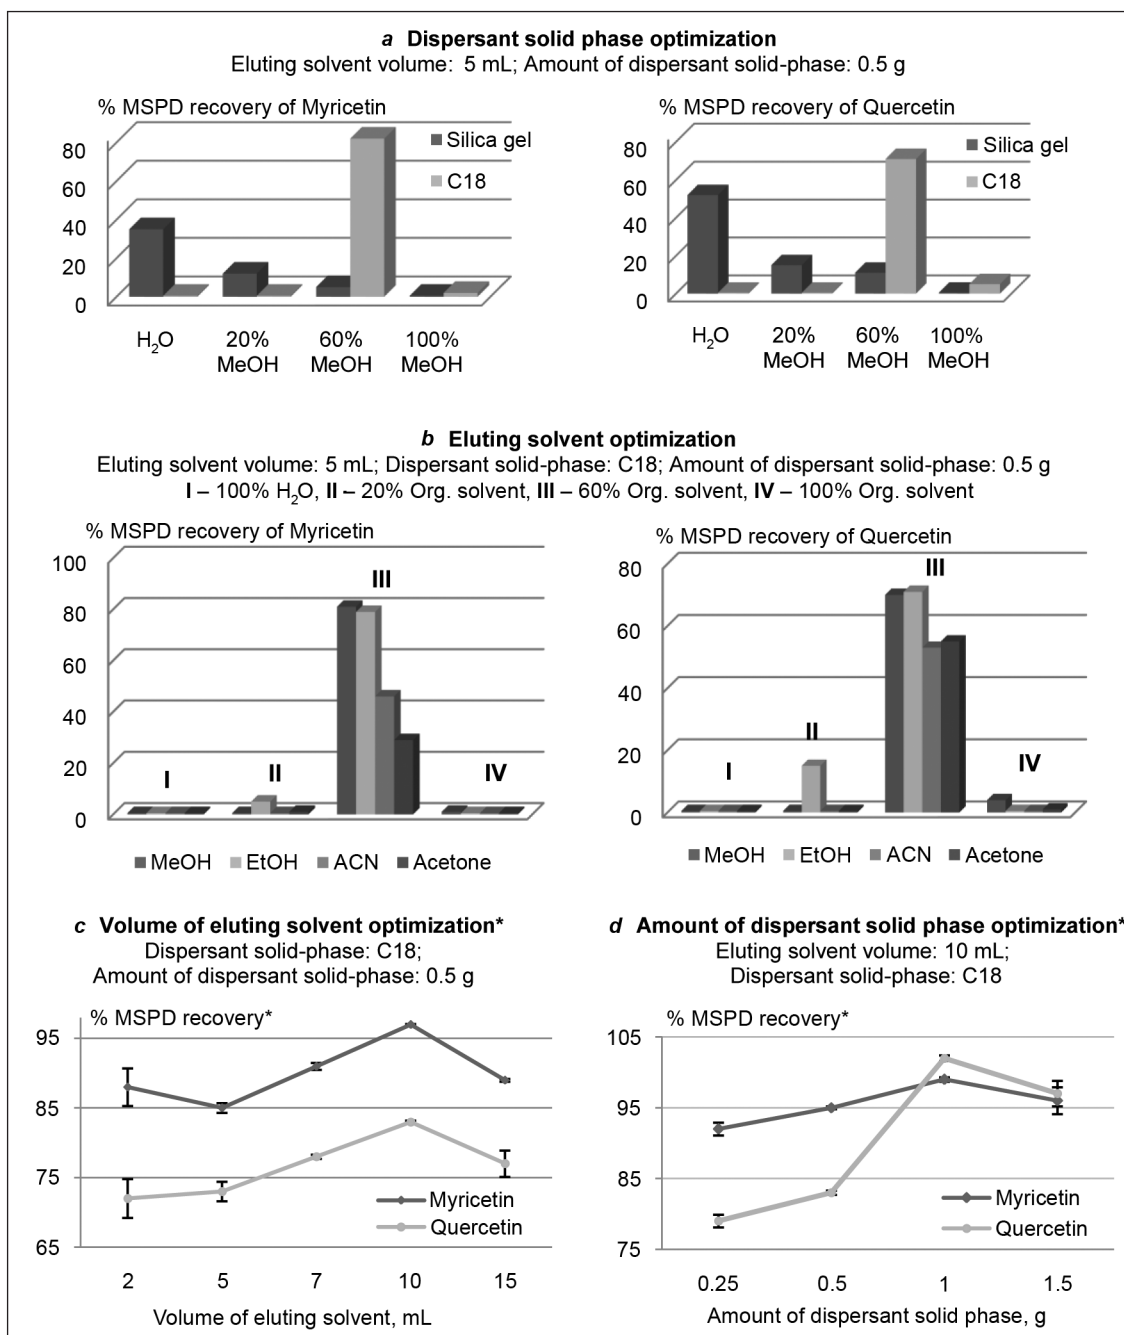 a Dispersant solid phase optimization
Eluting solvent volume: 5 mL; Amount of dispersant solid-phase: 0.5 g
% MSPD recovery of Myricetin
80
60
40
20
0
Silica gel
C18
H₂O
20% MeOH
60% MeOH
100% MeOH
% MSPD recovery of Quercetin
80
60
40
20
0
Silica gel
C18
H₂O
20% MeOH
60% MeOH
100% MeOH
b Eluting solvent optimization
Eluting solvent volume: 5 mL; Dispersant solid-phase: C18; Amount of dispersant solid-phase: 0.5 g
I – 100% H₂O, II – 20% Org. solvent, III – 60% Org. solvent, IV – 100% Org. solvent
% MSPD recovery of Myricetin
100
80
60
40
20
0
I
II
III
IV
MeOH EtOH ACN Acetone
% MSPD recovery of Quercetin
80
60
40
20
0
I
II
III
IV
MeOH EtOH ACN Acetone
c Volume of eluting solvent optimization*
Dispersant solid-phase: C18;
Amount of dispersant solid-phase: 0.5 g
% MSPD recovery*
95
85
75
65
Myricetin
Quercetin
2 5 7 10 15
Volume of eluting solvent, mL
d Amount of dispersant solid phase optimization*
Eluting solvent volume: 10 mL;
Dispersant solid-phase: C18
% MSPD recovery*
105
95
85
75
Myricetin
Quercetin
0.25 0.5 1 1.5
Amount of dispersant solid phase, g